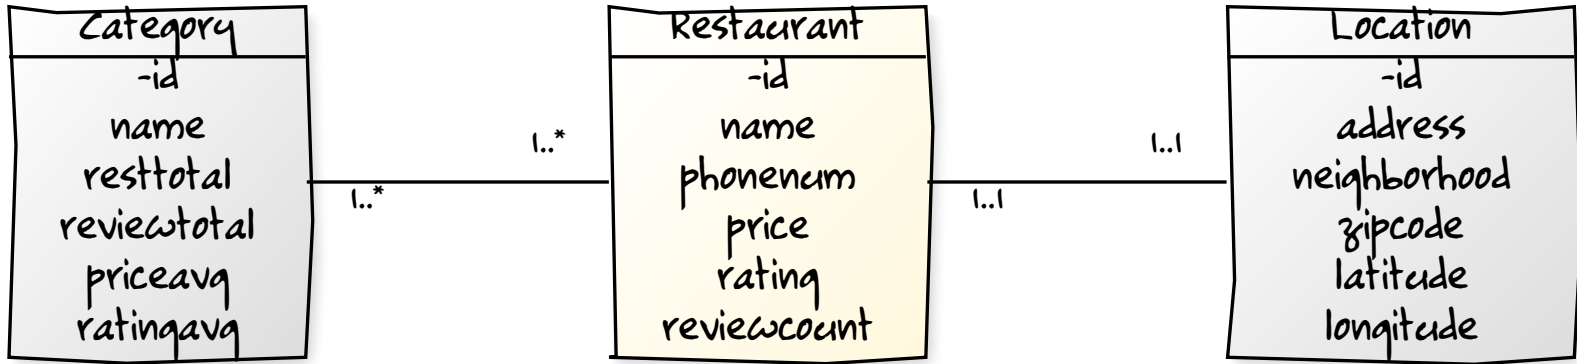 Category
-id
name
resttotal
reviewtotal
priceavg
ratingavg
1..*
1..*
Restaurant
-id
name
phonenum
price
rating
reviewcount
1..1
1..1
Location
-id
address
neighborhood
zipcode
latitude
longitude